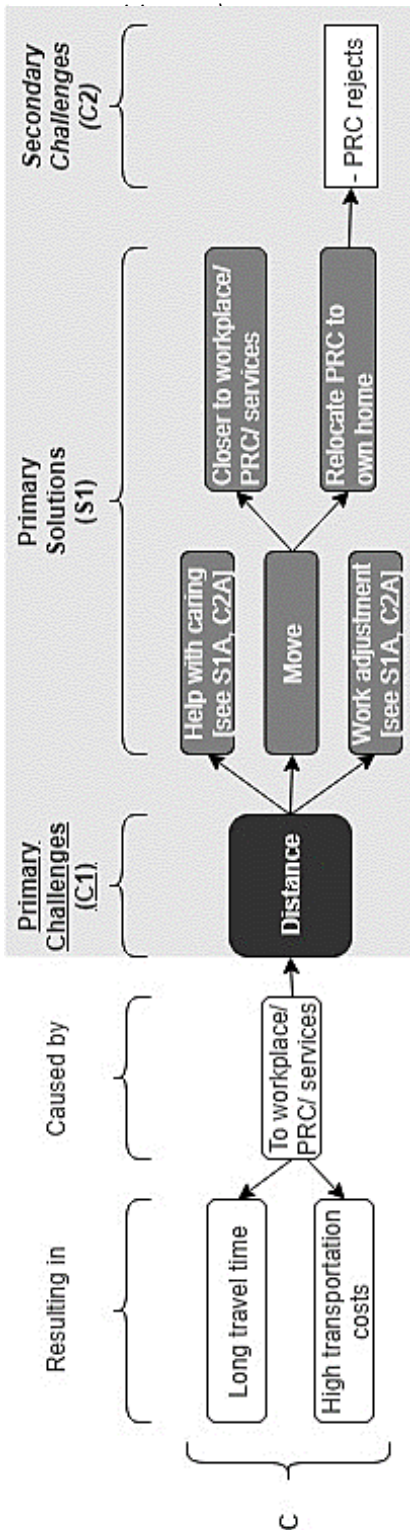 C
Resulting in
Long travel time
High transportation
costs
Caused by
To workplace/
PRC/ services
Primary
Challenges
(C1)
Distance
Primary
Solutions
(S1)
Help with caring
[see S1A, C2A]
Move
Work adjustment
[see S1A, C2A]
Closer to workplace/
PRC/ services
Relocate PRC to
own home
Secondary
Challenges
(C2)
- PRC rejects